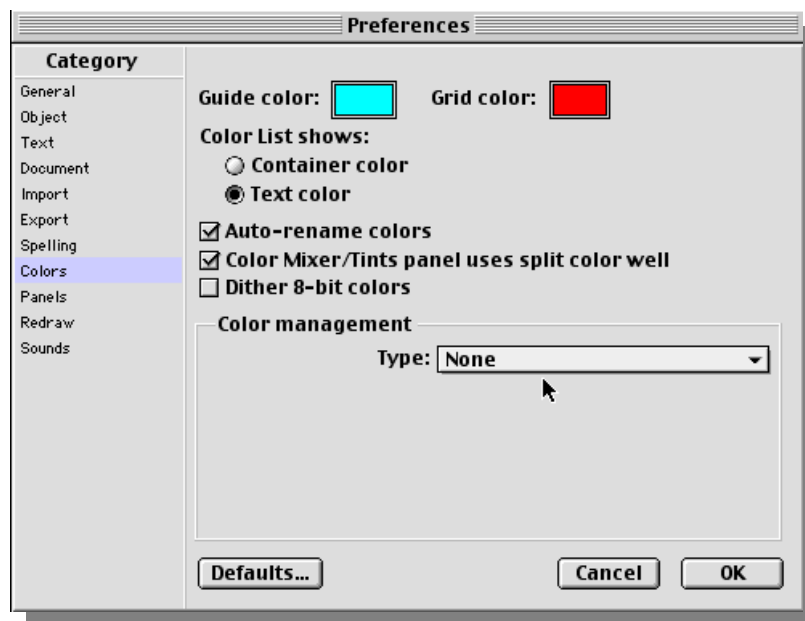 Preferences
Category
General
Object
Text
Document
Import
Export
Spelling
Colors
Panels
Redraw
Sounds
Guide color: Grid color:
Color List shows:
Container color
Text color
Auto-rename colors
Color Mixer/Tints panel uses split color well
Dither 8-bit colors
Color management
Type: None
Defaults... Cancel OK